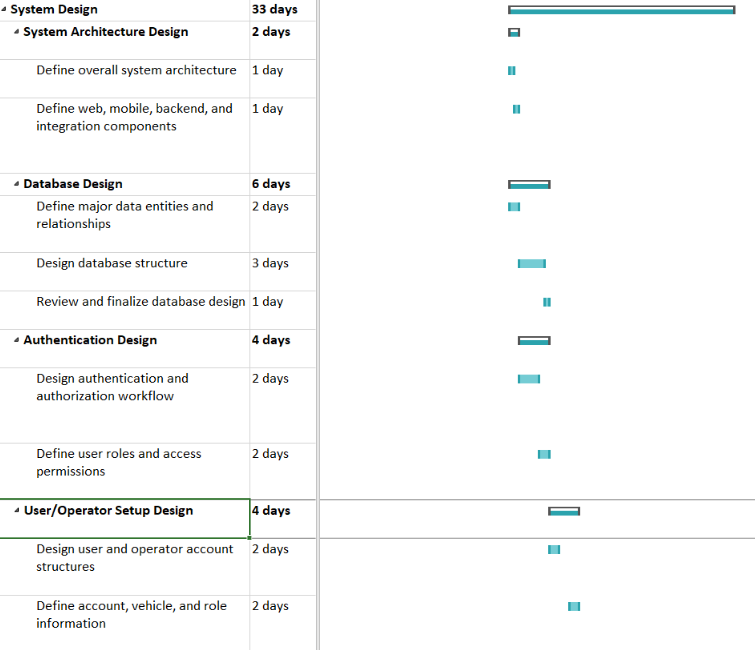 System Design 33 days
System Architecture Design 2 days
Define overall system architecture 1 day
Define web, mobile, backend, and 1 day
integration components
Database Design 6 days
Define major data entities and 2 days
relationships
Design database structure 3 days
Review and finalize database design 1 day
Authentication Design 4 days
Design authentication and 2 days
authorization workflow
Define user roles and access 2 days
permissions
User/Operator Setup Design 4 days
Design user and operator account 2 days
structures
Define account, vehicle, and role 2 days
information